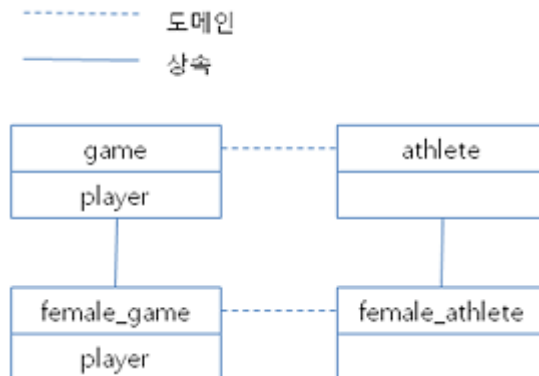 도메인
상속
game
athlete
player
female_game
female_athlete
player